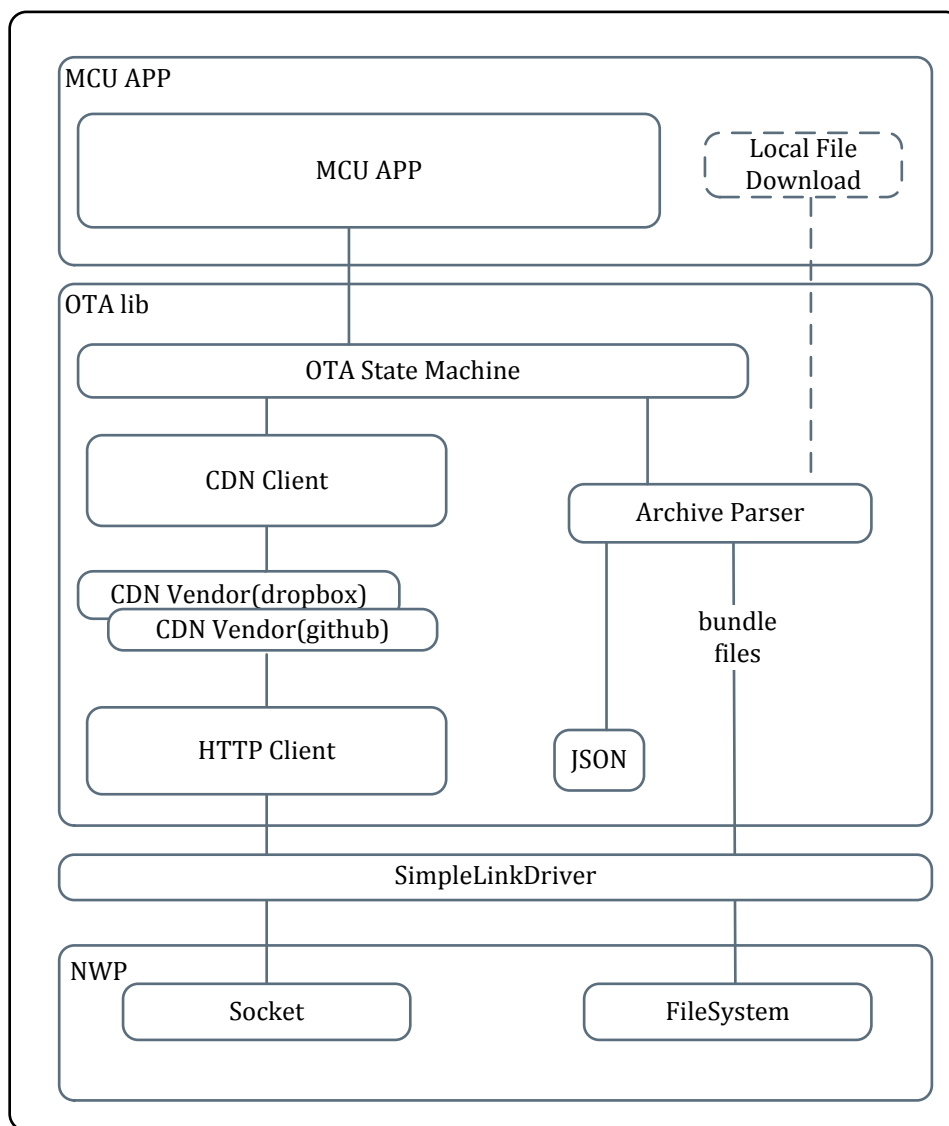 MCU APP
MCU APP
Local File
Download
OTA lib
OTA State Machine
CDN Client
Archive Parser
CDN Vendor(dropbox)
CDN Vendor(github)
bundle
files
HTTP Client
JSON
SimpleLinkDriver
NWP
Socket
FileSystem